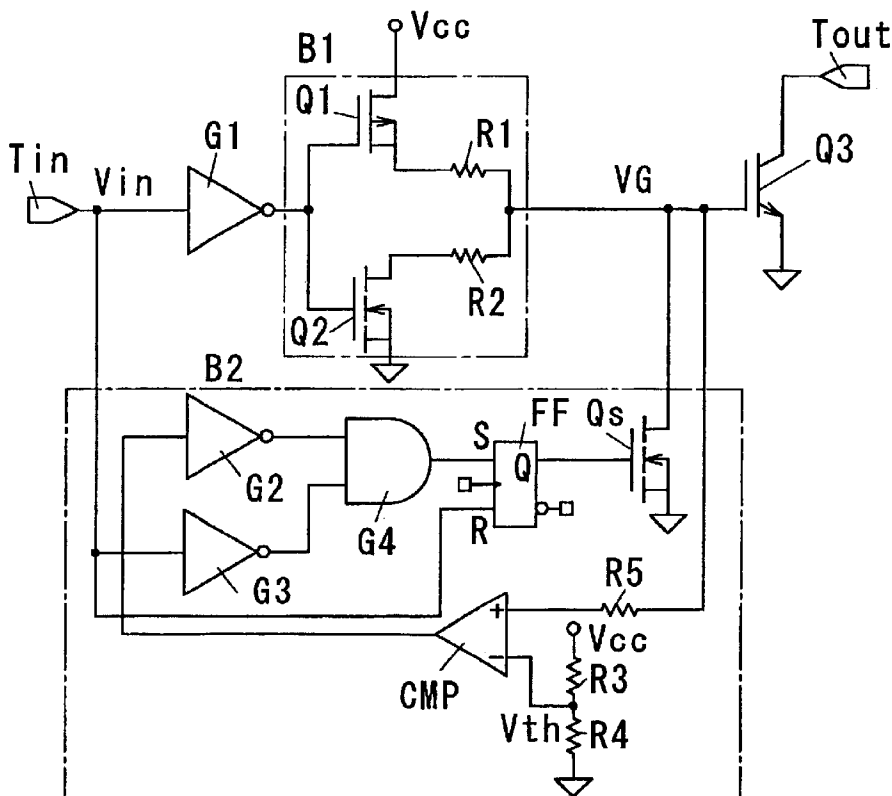 Vcc
Tout
B1
Q1
G1
R1
Q3
Tin
Vin
VG
R2
Q2
B2
FF
Qs
S
Q
G2
R
G4
G3
R5
+
Vcc
−
R3
CMP
Vth
R4